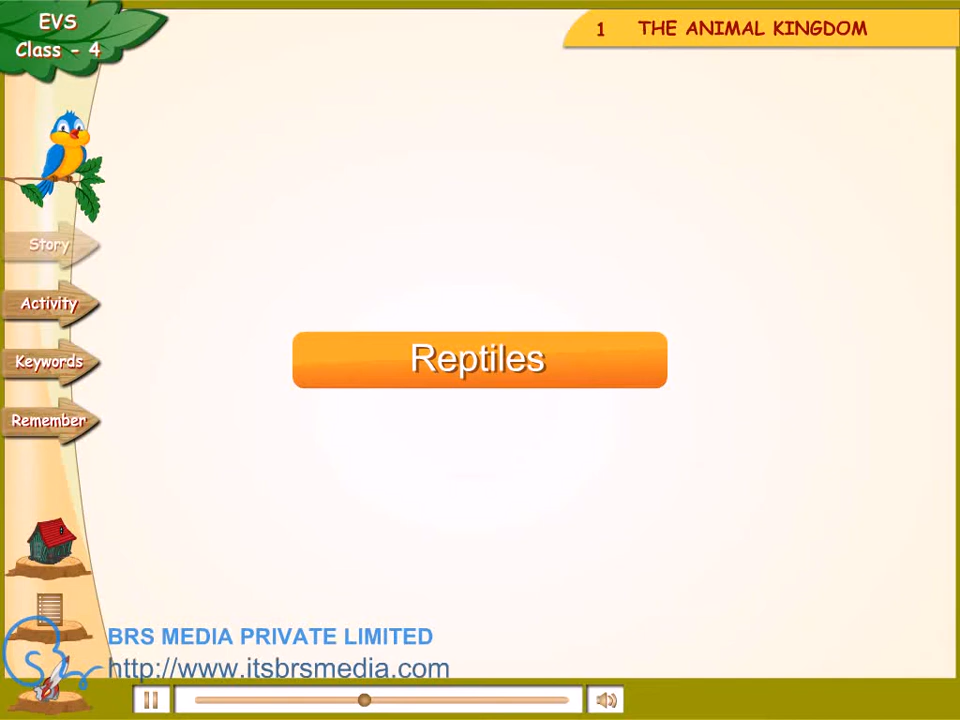 EVS
Class - 4
1 THE ANIMAL KINGDOM
Story
Activity
Keywords
Remember
Reptiles
BRS MEDIA PRIVATE LIMITED
http://www.itsbrsmedia.com